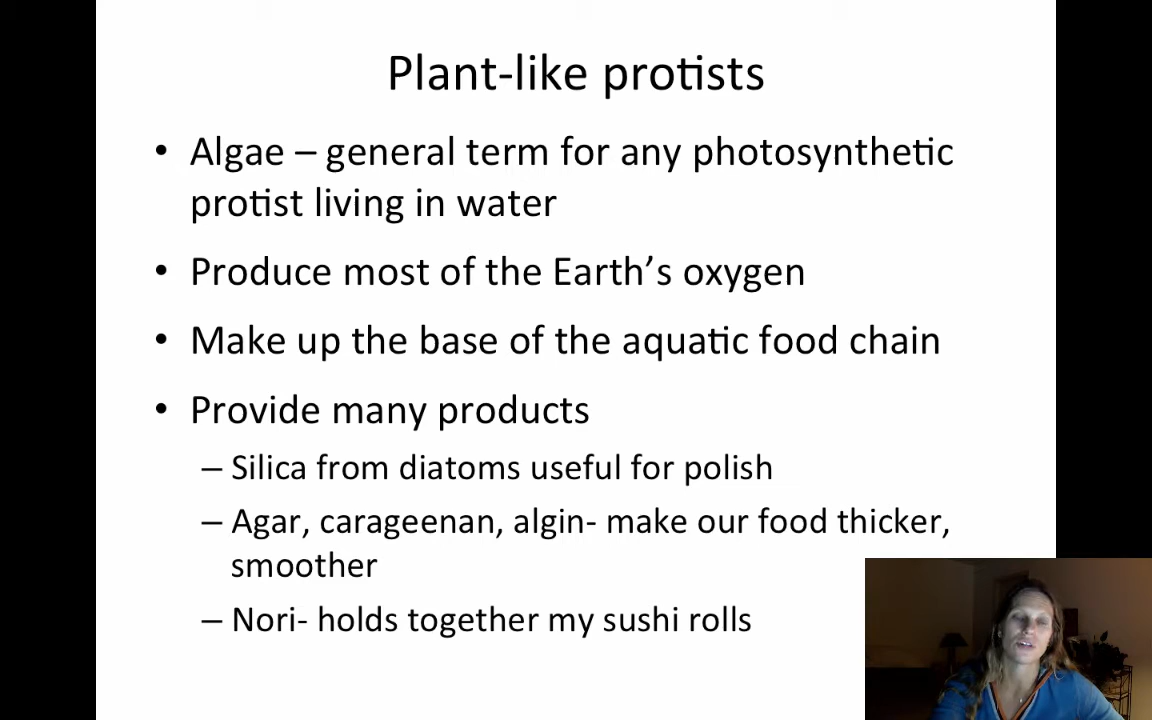 Plant-like protists
• Algae – general term for any photosynthetic
protist living in water
• Produce most of the Earth’s oxygen
• Make up the base of the aquatic food chain
• Provide many products
– Silica from diatoms useful for polish
– Agar, carageenan, algin- make our food thicker,
smoother
– Nori- holds together my sushi rolls